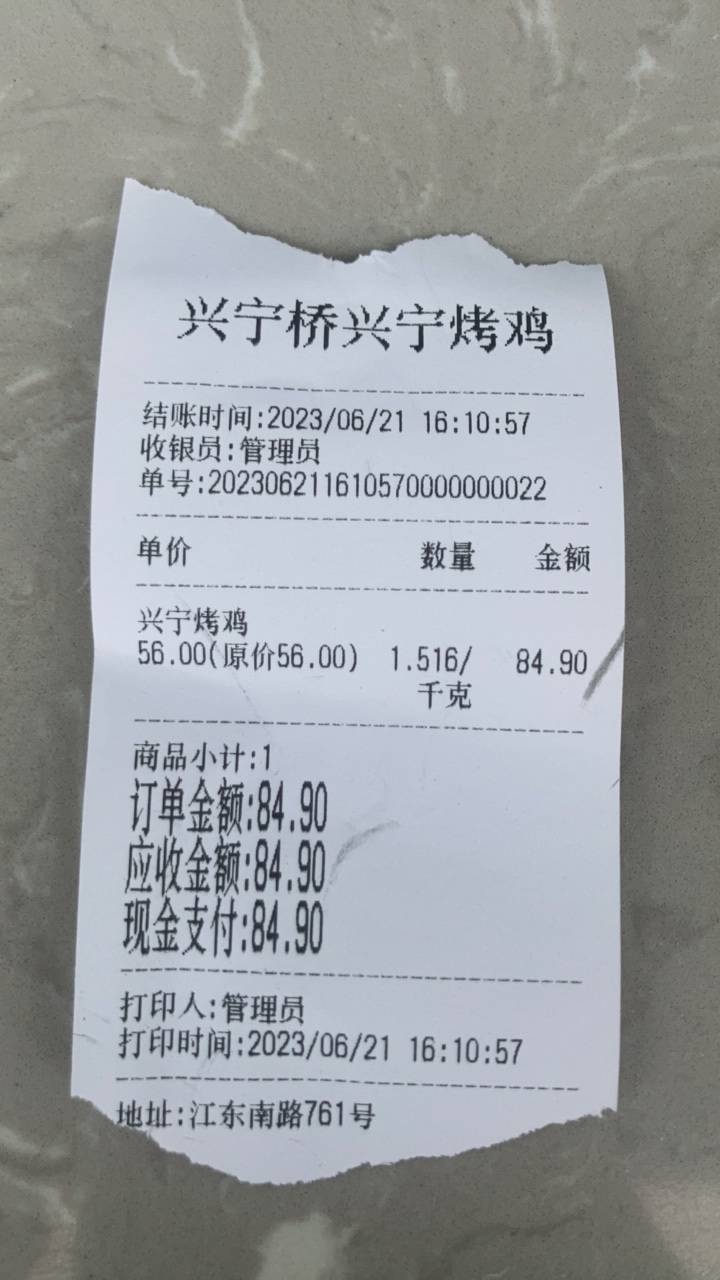 兴宁桥兴宁烤鸡
结账时间:2023/06/21 16:10:57
收银员:管理员
单号:2023062116105700000000022
单价 数量 金额
兴宁烤鸡
56.00(原价56.00) 1.516/ 84.90
千克
商品小计:1
订单金额:84.90
应收金额:84.90
现金支付:84.90
打印人:管理员
打印时间:2023/06/21 16:10:57
地址:江东南路761号